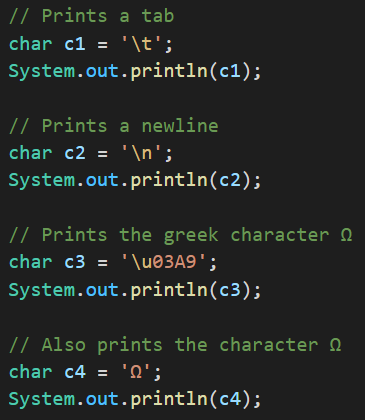 // Prints a tab
char c1 = '\t';
System.out.println(c1);

// Prints a newline
char c2 = '\n';
System.out.println(c2);

// Prints the greek character Ω
char c3 = '\u03A9';
System.out.println(c3);

// Also prints the character Ω
char c4 = 'Ω';
System.out.println(c4);